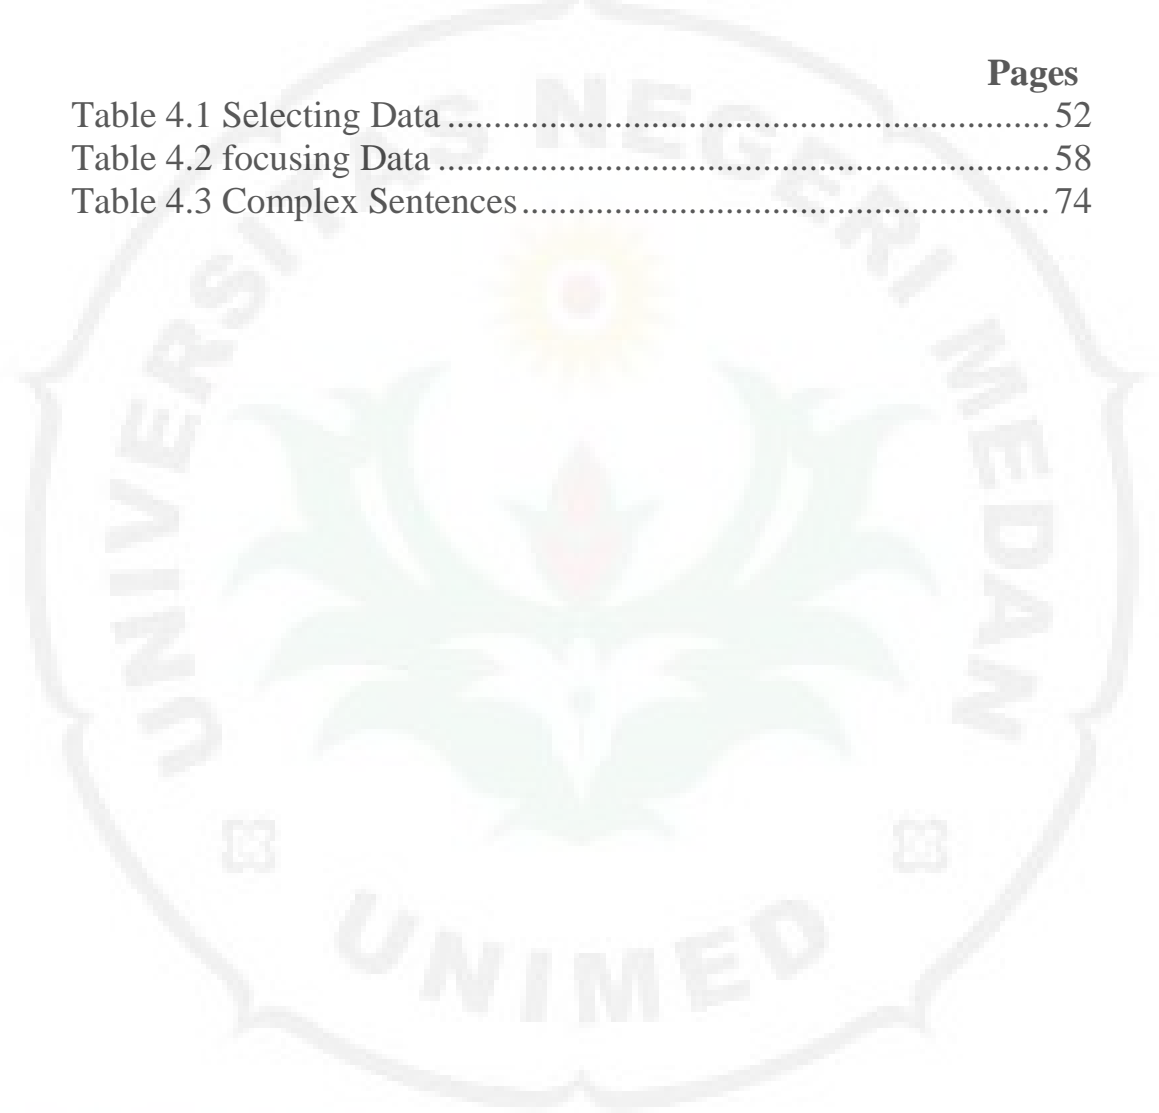 Pages
Table 4.1 Selecting Data ................................................................. 52
Table 4.2 focusing Data .................................................................. 58
Table 4.3 Complex Sentences ......................................................... 74
UNIVERSITAS NEGERI MEDAN
UNIMED